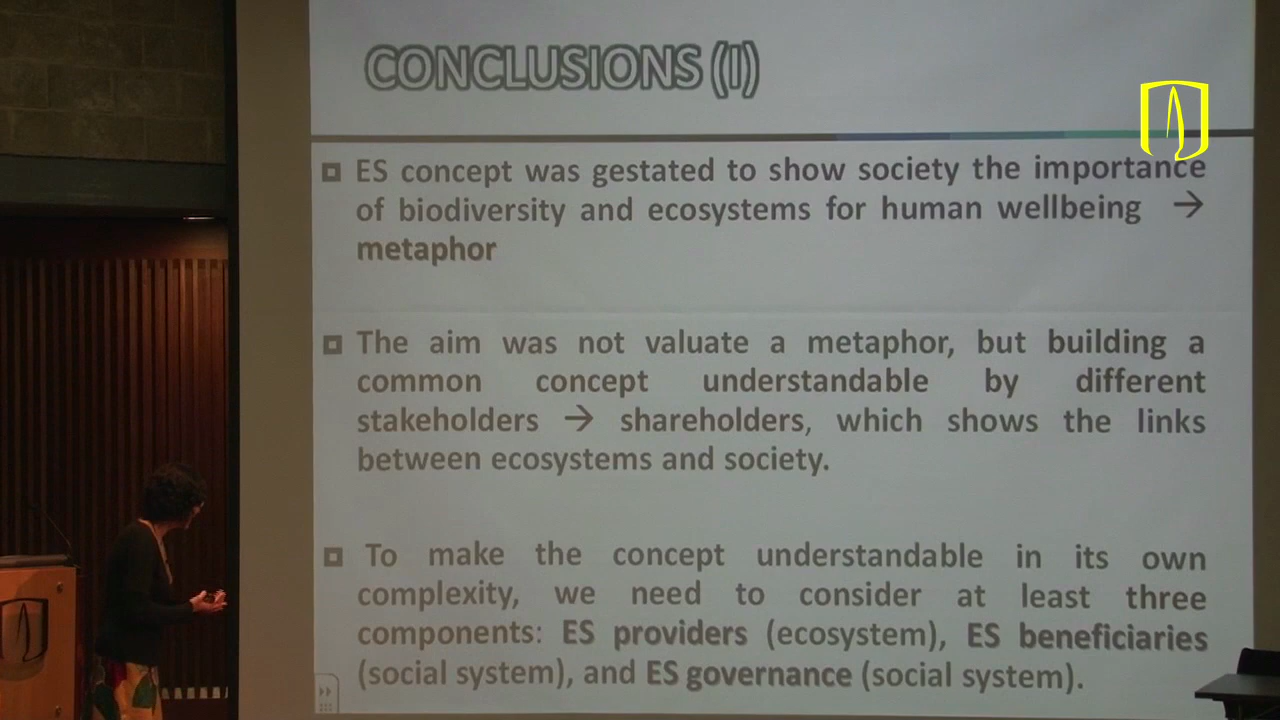 CONCLUSIONS (I)
ES concept was gestated to show society the importance
of biodiversity and ecosystems for human wellbeing →
metaphor
The aim was not valuate a metaphor, but building a
common concept understandable by different
stakeholders → shareholders, which shows the links
between ecosystems and society.
To make the concept understandable in its own
complexity, we need to consider at least three
components: ES providers (ecosystem), ES beneficiaries
(social system), and ES governance (social system).